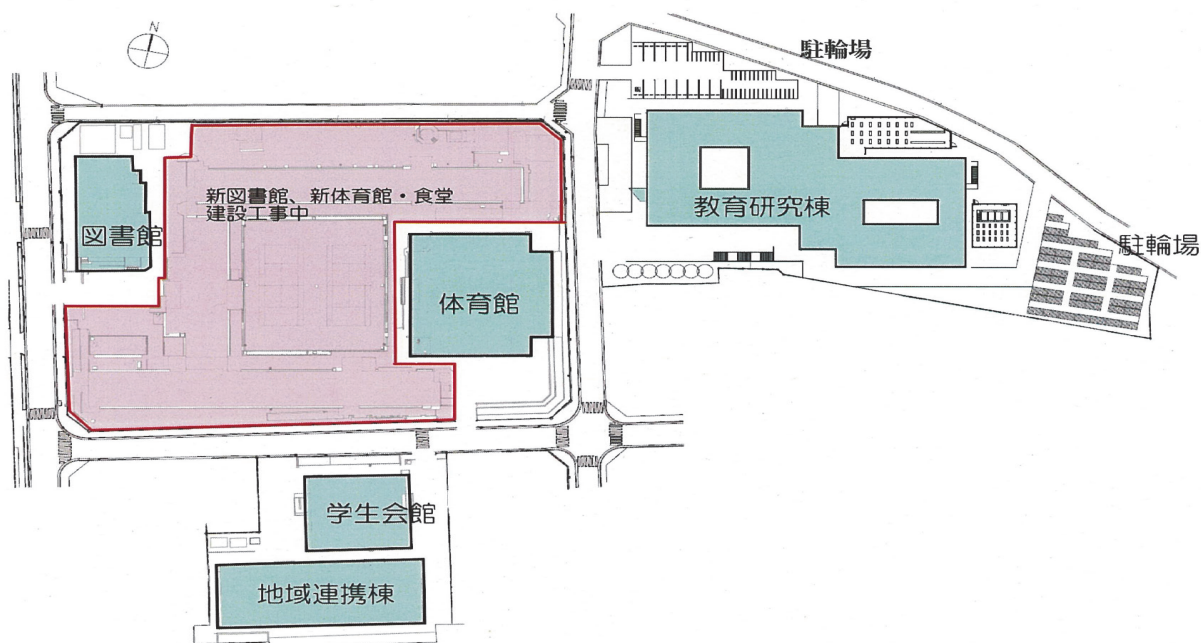 N
駐輪場
新図書館、新体育館・食堂
建設工事中
図書館
教育研究棟
駐輪場
体育館
学生会館
地域連携棟